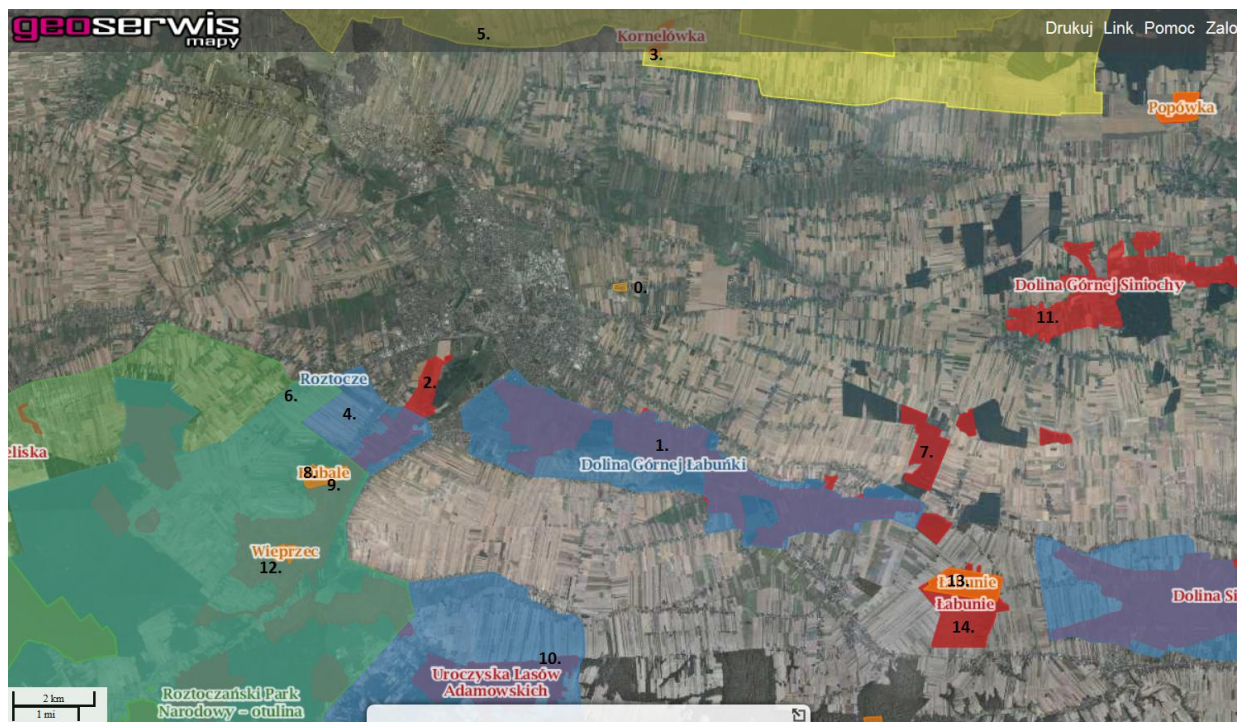 geoserwis
mapy
Drukuj Link Pomoc Zalo
5.
Kornelówka
3.
Popówka
0.
Dolina Górnej Siniochy
11.
Roztocze
2.
6.
4.
eliska
1.
7.
Dolina Górnej Łabuńki
8.
9.
Wieprzec
12.
13.
Łabunie
Dolina Si
14.
10.
Uroczyska Lasów
Adamowskich
Roztoczański Park
Narodowy – otulina
2 km
1 mi